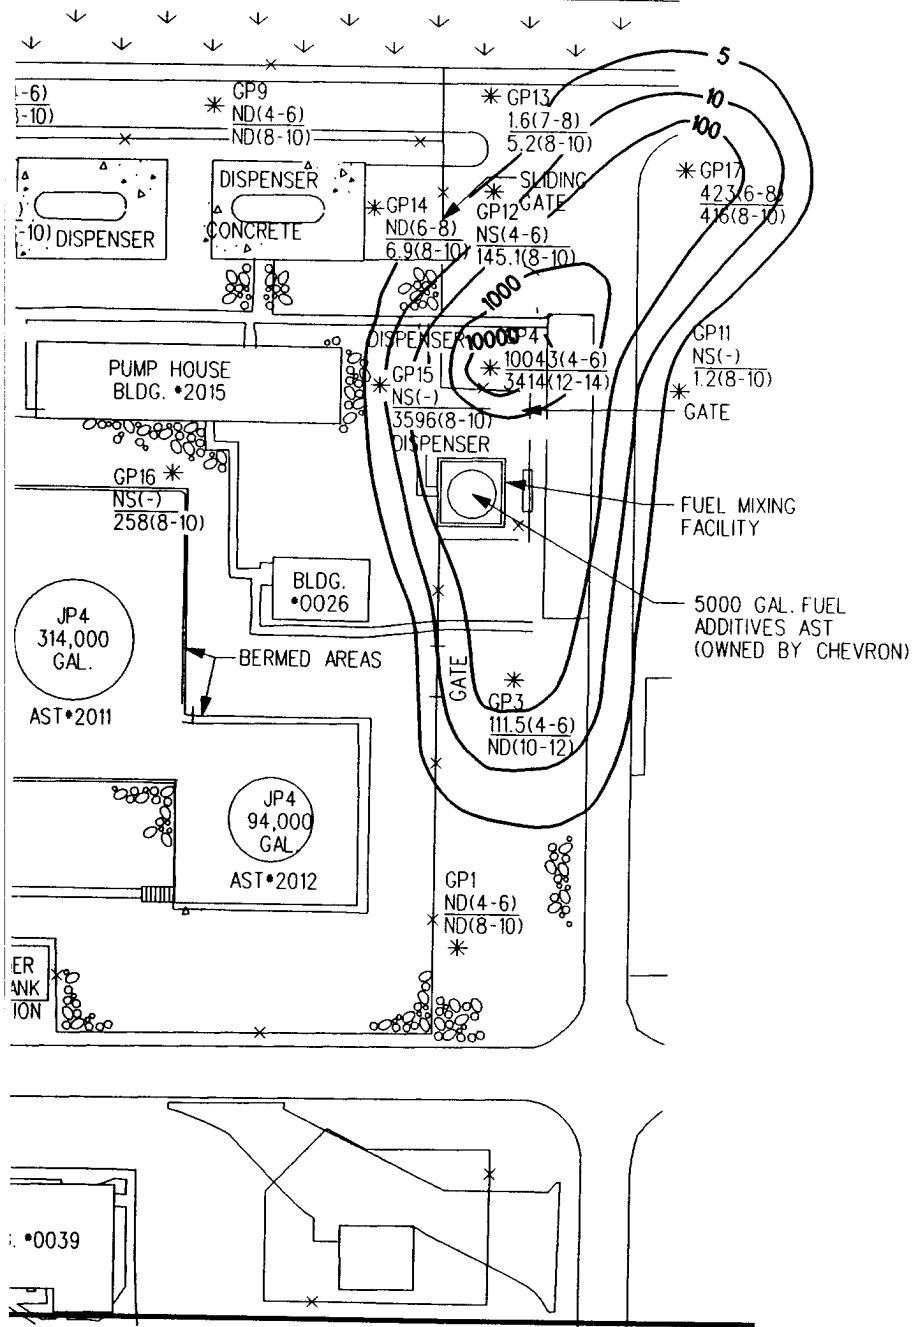 5
10
100
-6)
-10)
GP9
ND(4-6)
ND(8-10)
GP13
1.6(7-8)
5.2(8-10)
GP17
423(6-8)
416(8-10)
SLIDING
GATE
DISPENSER
CONCRETE
)
-10)
DISPENSER
GP14
ND(6-8)
6.9(8-10)
GP12
NS(4-6)
145.1(8-10)
1000
10000
DISPENSER
GP4
10043(4-6)
3414(12-14)
GP11
NS(-)
1.2(8-10)
GATE
PUMP HOUSE
BLDG. #2015
GP15
NS(-)
3596(8-10)
DISPENSER
GP16
NS(-)
258(8-10)
FUEL MIXING
FACILITY
BLDG.
#0026
JP4
314,000
GAL.
AST#2011
BERMED AREAS
5000 GAL. FUEL
ADDITIVES AST
(OWNED BY CHEVRON)
GATE
GP3
111.5(4-6)
ND(10-12)
JP4
94,000
GAL.
AST#2012
GP1
ND(4-6)
ND(8-10)
ER
ANK
ION
. #0039